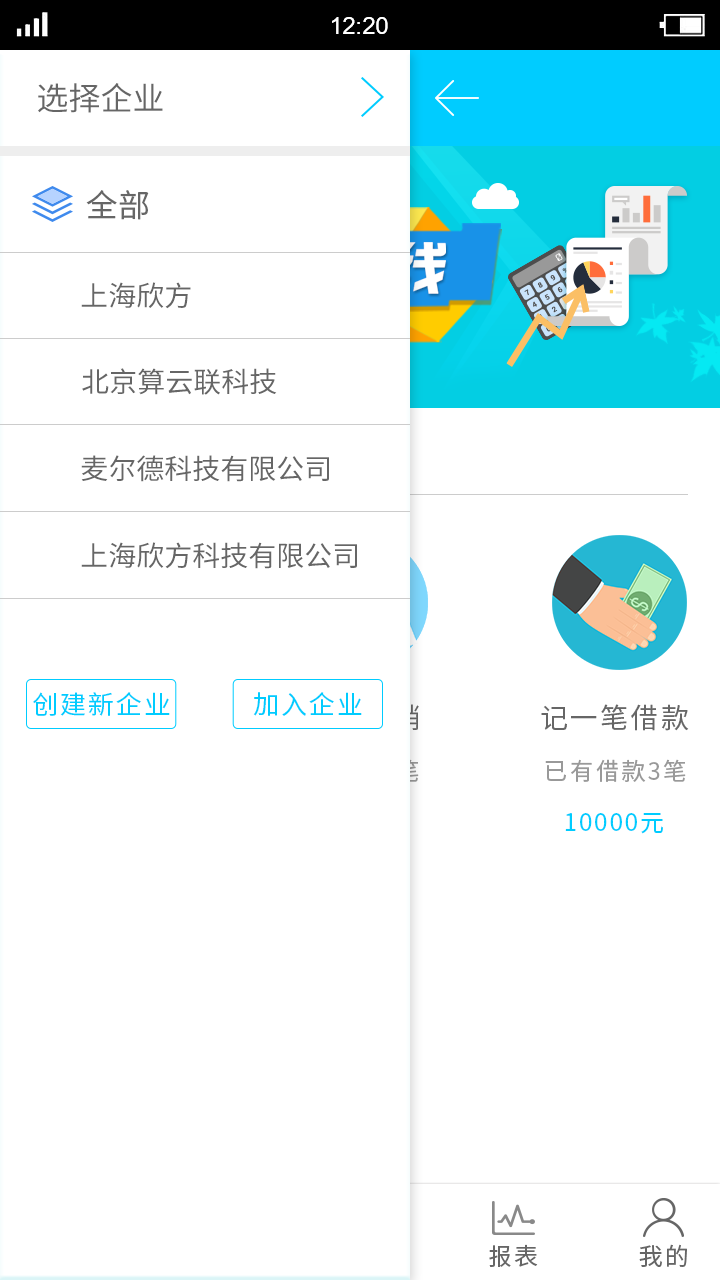 12:20
选择企业
全部
上海欣方
北京算云联科技
麦尔德科技有限公司
上海欣方科技有限公司
创建新企业
加入企业
线
记一笔借款
已有借款3笔
10000元
报表
我的